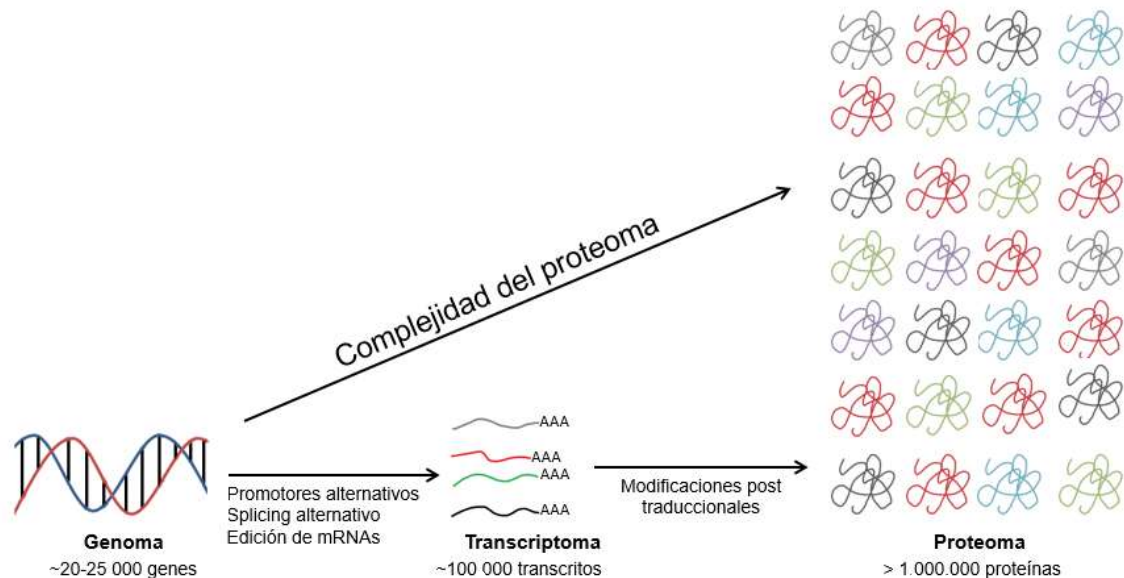 Complejidad del proteoma
AAA
AAA
AAA
AAA
Promotores alternativos
Splicing alternativo
Edición de mRNAs
Modificaciones post
traduccionales
Genoma
~20-25 000 genes
Transcriptoma
~100 000 transcritos
Proteoma
> 1.000.000 proteínas